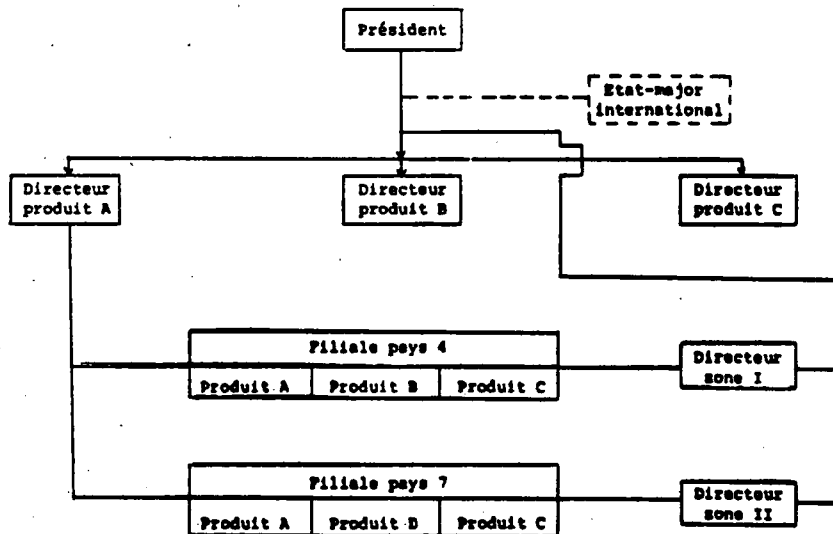 Président
Etat-major
international
Directeur
produit A
Directeur
produit B
Directeur
produit C
Filiale pays 4
Produit A
Produit B
Produit C
Directeur
zone I
Filiale pays 7
Produit A
Produit D
Produit C
Directeur
zone II